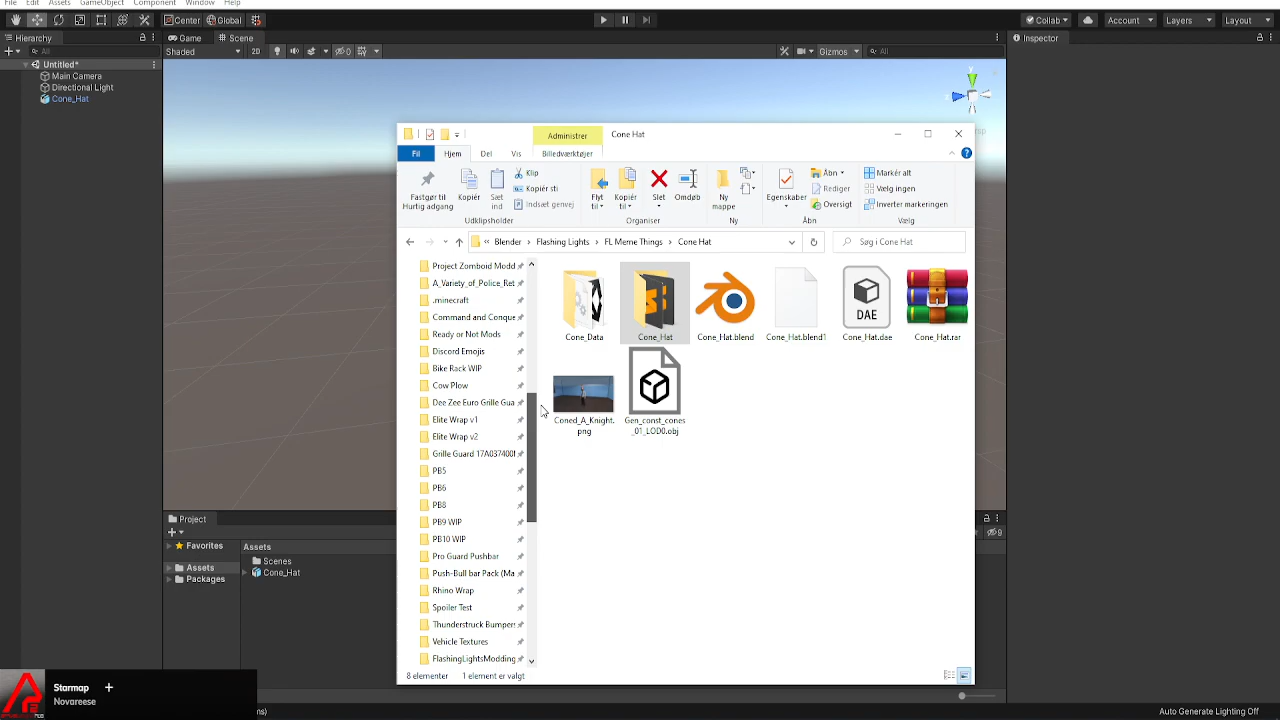 File Edit Assets GameObject Component Window Help
Center Global
Collab Account Layers Layout
Hierarchy
All
Untitled*
Main Camera
Directional Light
Cone_Hat
Game Scene
Shaded 2D
Gizmos All
Inspector
y
Administrer Cone Hat
Fil Hjem Del Vis Billedværktøjer
Fastgør til
Hurtig adgang
Kopiér
Sæt
ind
Klip
Kopiér sti
Indsæt genvej
Udklipsholder
Flyt
til
Kopiér
til
Slet
Omdøb
Organiser
Ny
mappe
Ny
Egenskaber
Åbn
Rediger
Oversigt
Åbn
Markér alt
Vælg ingen
Inverter markeringen
Vælg
Blender Flashing Lights FL Meme Things Cone Hat
Søg i Cone Hat
Project Zomboid Modd
A_Variety_of_Police_Ret
.minecraft
Command and Conque
Ready or Not Mods
Discord Emojis
Bike Rack WIP
Cow Plow
Dee Zee Euro Grille Gua
Elite Wrap v1
Elite Wrap v2
Grille Guard 17A037400
PB5
PB6
PB8
PB9 WIP
PB10 WIP
Pro Guard Pushbar
Push-Bull bar Pack (Ma
Rhino Wrap
Spoiler Test
Thunderstruck Bumper
Vehicle Textures
FlashingLightsModding
Cone_Data
Cone_Hat
Cone_Hat.blend
Cone_Hat.blend1
DAE
Cone_Hat.dae
Cone_Hat.rar
Coned_A_Knight.
png
Gen_const_cones
_01_LOD0.obj
8 elementer 1 element er valgt
Project
Favorites
Assets
Packages
Assets
Scenes
Cone_Hat
9
Starmap +
Novareese
Auto Generate Lighting Off